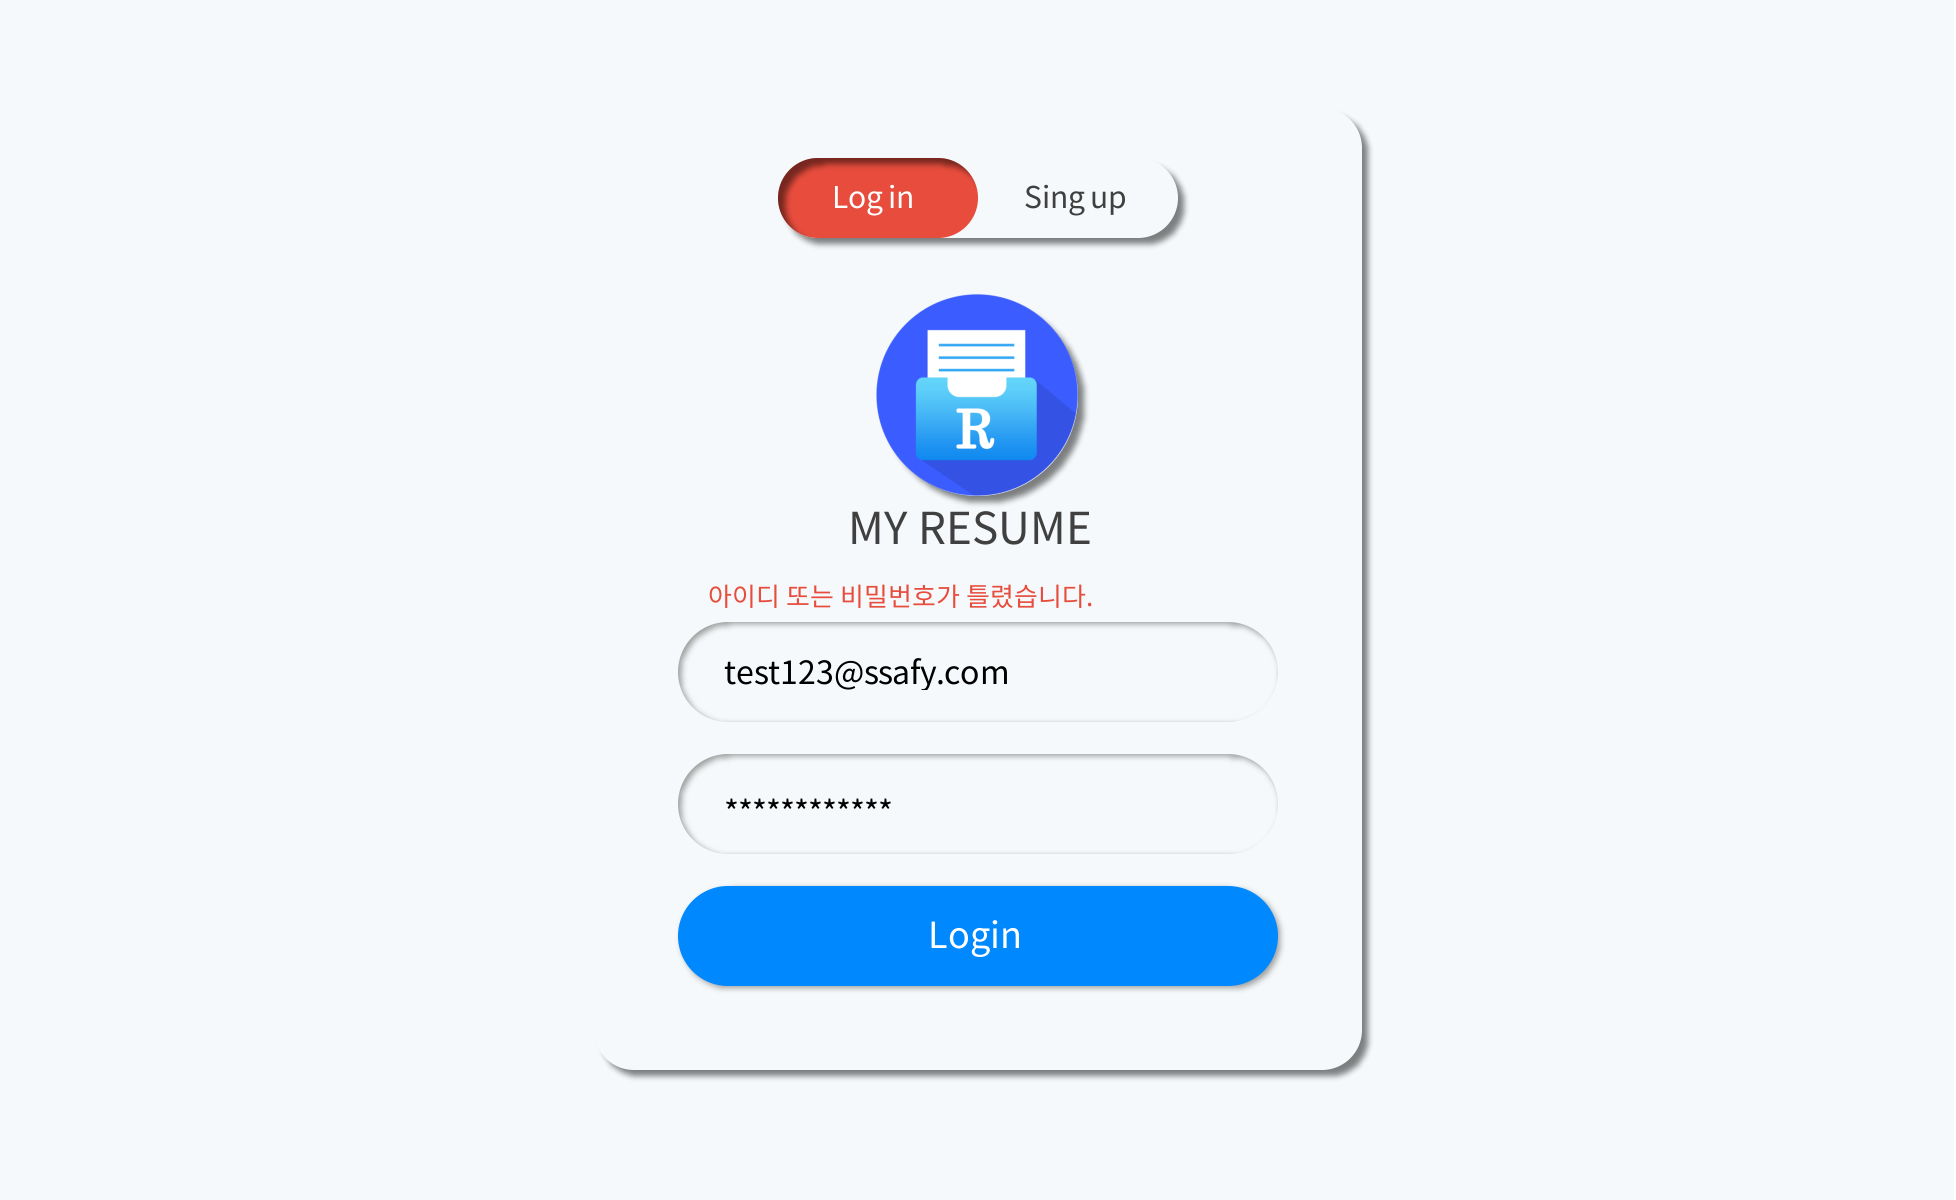 Log in Sing up
R
MY RESUME
아이디 또는 비밀번호가 틀렸습니다.
test123@ssafy.com
************
Login